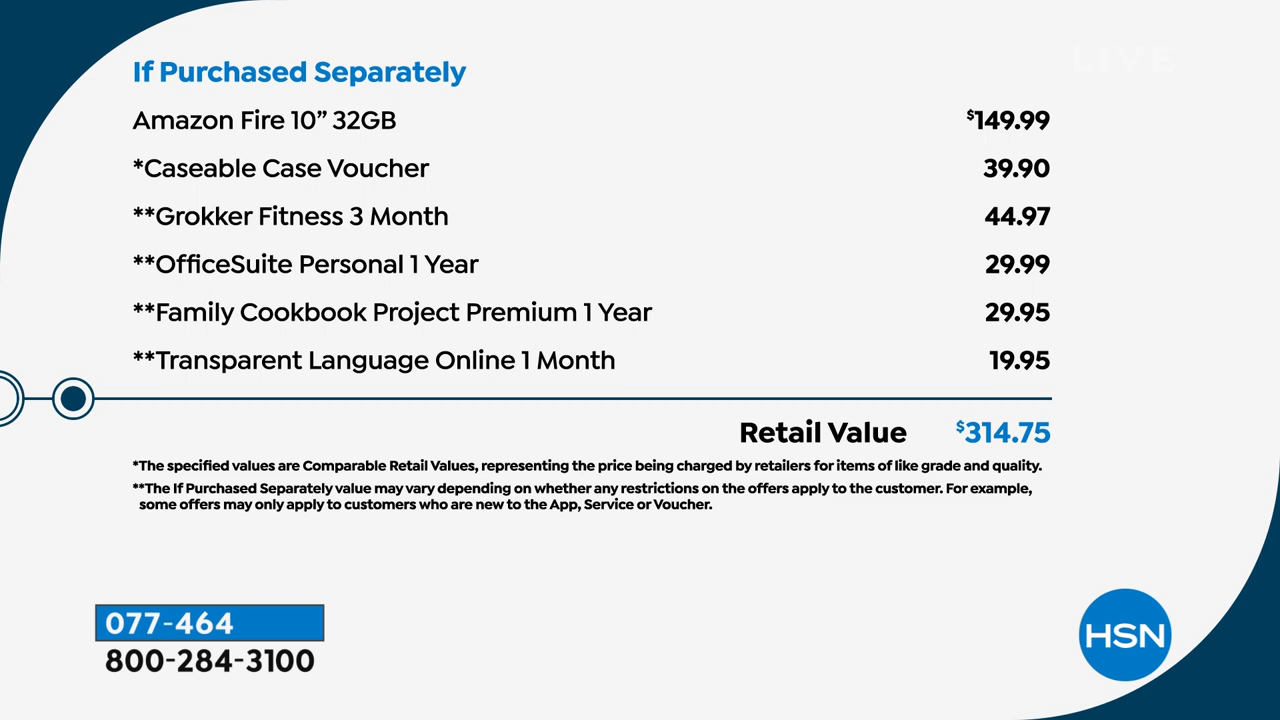 LIVE
If Purchased Separately
Amazon Fire 10” 32GB $149.99
*Caseable Case Voucher 39.90
**Grokker Fitness 3 Month 44.97
**OfficeSuite Personal 1 Year 29.99
**Family Cookbook Project Premium 1 Year 29.95
**Transparent Language Online 1 Month 19.95
Retail Value $314.75
*The specified values are Comparable Retail Values, representing the price being charged by retailers for items of like grade and quality.
**The If Purchased Separately value may vary depending on whether any restrictions on the offers apply to the customer. For example,
some offers may only apply to customers who are new to the App, Service or Voucher.
077-464
800-284-3100
HSN